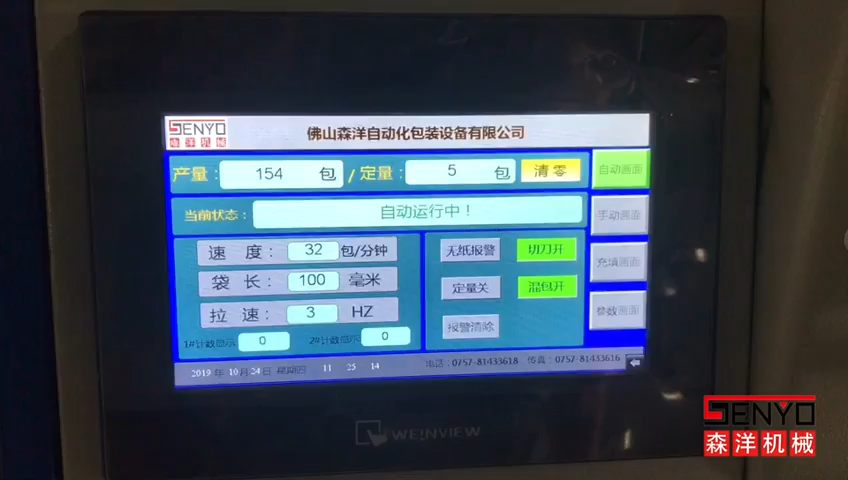 SENYO
森洋机械
佛山森洋自动化包装设备有限公司
产量: 154 包 / 定量: 5 包 清零
自动画面
当前状态: 自动运行中!
手动画面
速 度: 32 包/分钟
无纸报警 切刀开
充填画面
袋 长: 100 毫米
定量关 混包开
拉 速: 3 HZ
参数画面
报警清除
1#计数显示 0 2#计数显示 0
2019 年 10 月 24 日 星期四 11 25 14 电话: 0757-81433618 传真: 0757-81433616
WEINVIEW
SENYO
森洋机械